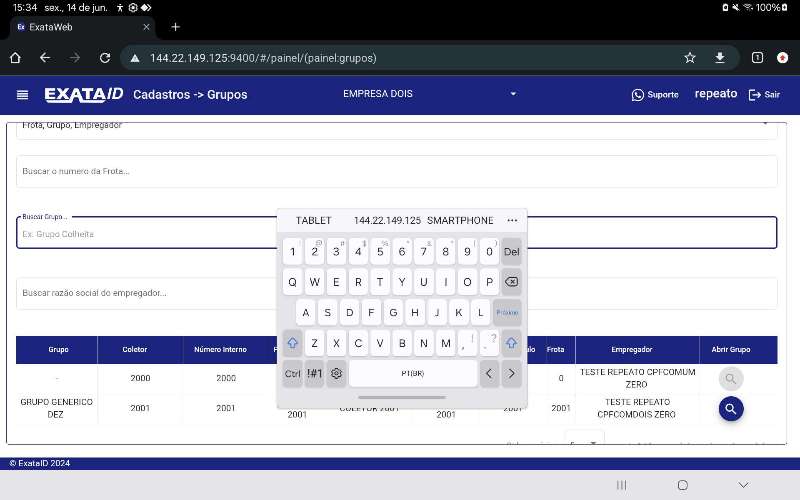 15:34 sex., 14 de jun. 100%
ExataWeb
144.22.149.125:9400/#/painel/(painel:grupos)
1
EXATA ID Cadastros -> Grupos EMPRESA DOIS Suporte repeato Sair
Frota, Grupo, Empregador
Buscar o numero da Frota...
Buscar Grupo...
Ex: Grupo Colheita
TABLET 144.22.149.125 SMARTPHONE ...
1 2 3 4 5 6 7 8 9 0 Del
Q W E R T Y U I O P
A S D F G H J K L Próximo
Z X C V B N M , .
Ctrl !#1 PT(BR) < >
Buscar razão social do empregador...
Grupo Coletor Número Interno Frota Empregador Abrir Grupo
- 2000 2000 0 TESTE REPEATO CPFCOMUM ZERO
GRUPO GENERICO DEZ 2001 2001 2001 COLETOR 2001 2001 2001 2001 TESTE REPEATO CPFCOMDOIS ZERO
© ExataID 2024